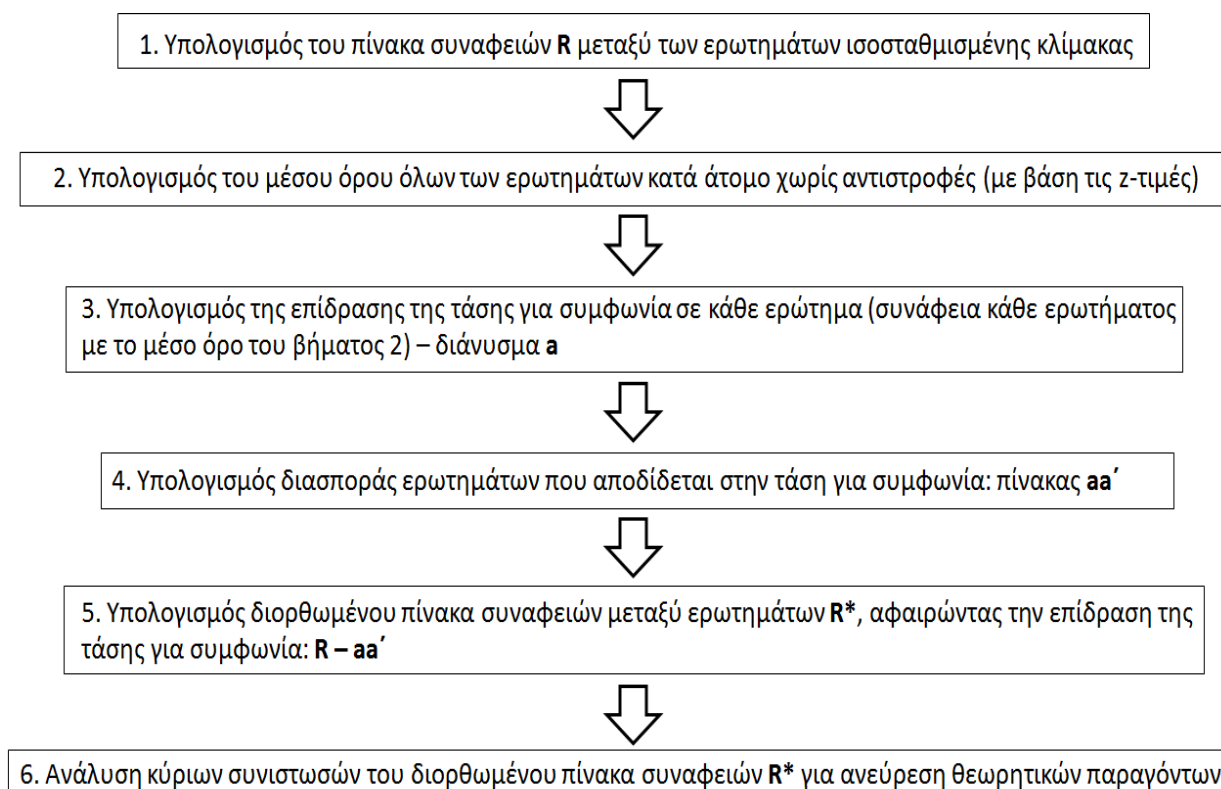 1. Υπολογισμός του πίνακα συναφειών R μεταξύ των ερωτημάτων ισοσταθμισμένης κλίμακας
2. Υπολογισμός του μέσου όρου όλων των ερωτημάτων κατά άτομο χωρίς αντιστροφές (με βάση τις z-τιμές)
3. Υπολογισμός της επίδρασης της τάσης για συμφωνία σε κάθε ερώτημα (συνάφεια κάθε ερωτήματος
με το μέσο όρο του βήματος 2) – διάνυσμα a
4. Υπολογισμός διασποράς ερωτημάτων που αποδίδεται στην τάση για συμφωνία: πίνακας aa΄
5. Υπολογισμός διορθωμένου πίνακα συναφειών μεταξύ ερωτημάτων R*, αφαιρώντας την επίδραση της
τάσης για συμφωνία: R – aa΄
6. Ανάλυση κύριων συνιστωσών του διορθωμένου πίνακα συναφειών R* για ανεύρεση θεωρητικών παραγόντων